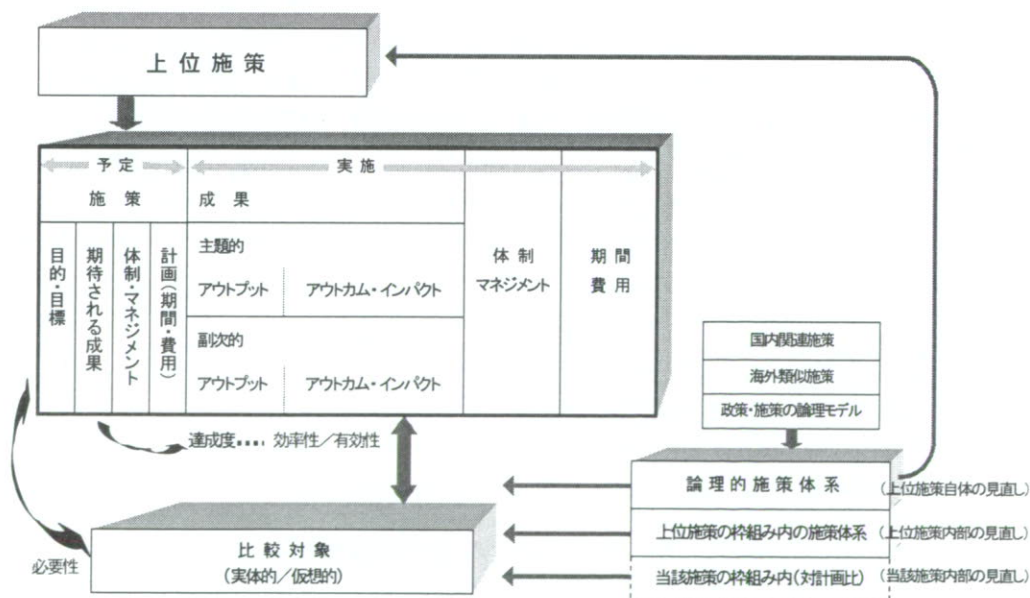 上位施策
予定
実施
施策
成果
目的・目標
期待される成果
体制・マネジメント
計画(期間・費用)
主題的
アウトプット
アウトカム・インパクト
副次的
アウトプット
アウトカム・インパクト
体制
マネジメント
期間
費用
国内関連施策
海外類似施策
政策・施策の論理モデル
達成度・・・・ 効率性/有効性
論理的施策体系
(上位施策自体の見直し)
上位施策の枠組み内の施策体系
(上位施策内部の見直し)
当該施策の枠組み内(対計画比)
(当該施策内部の見直し)
必要性
比較対象
(実体的/仮想的)